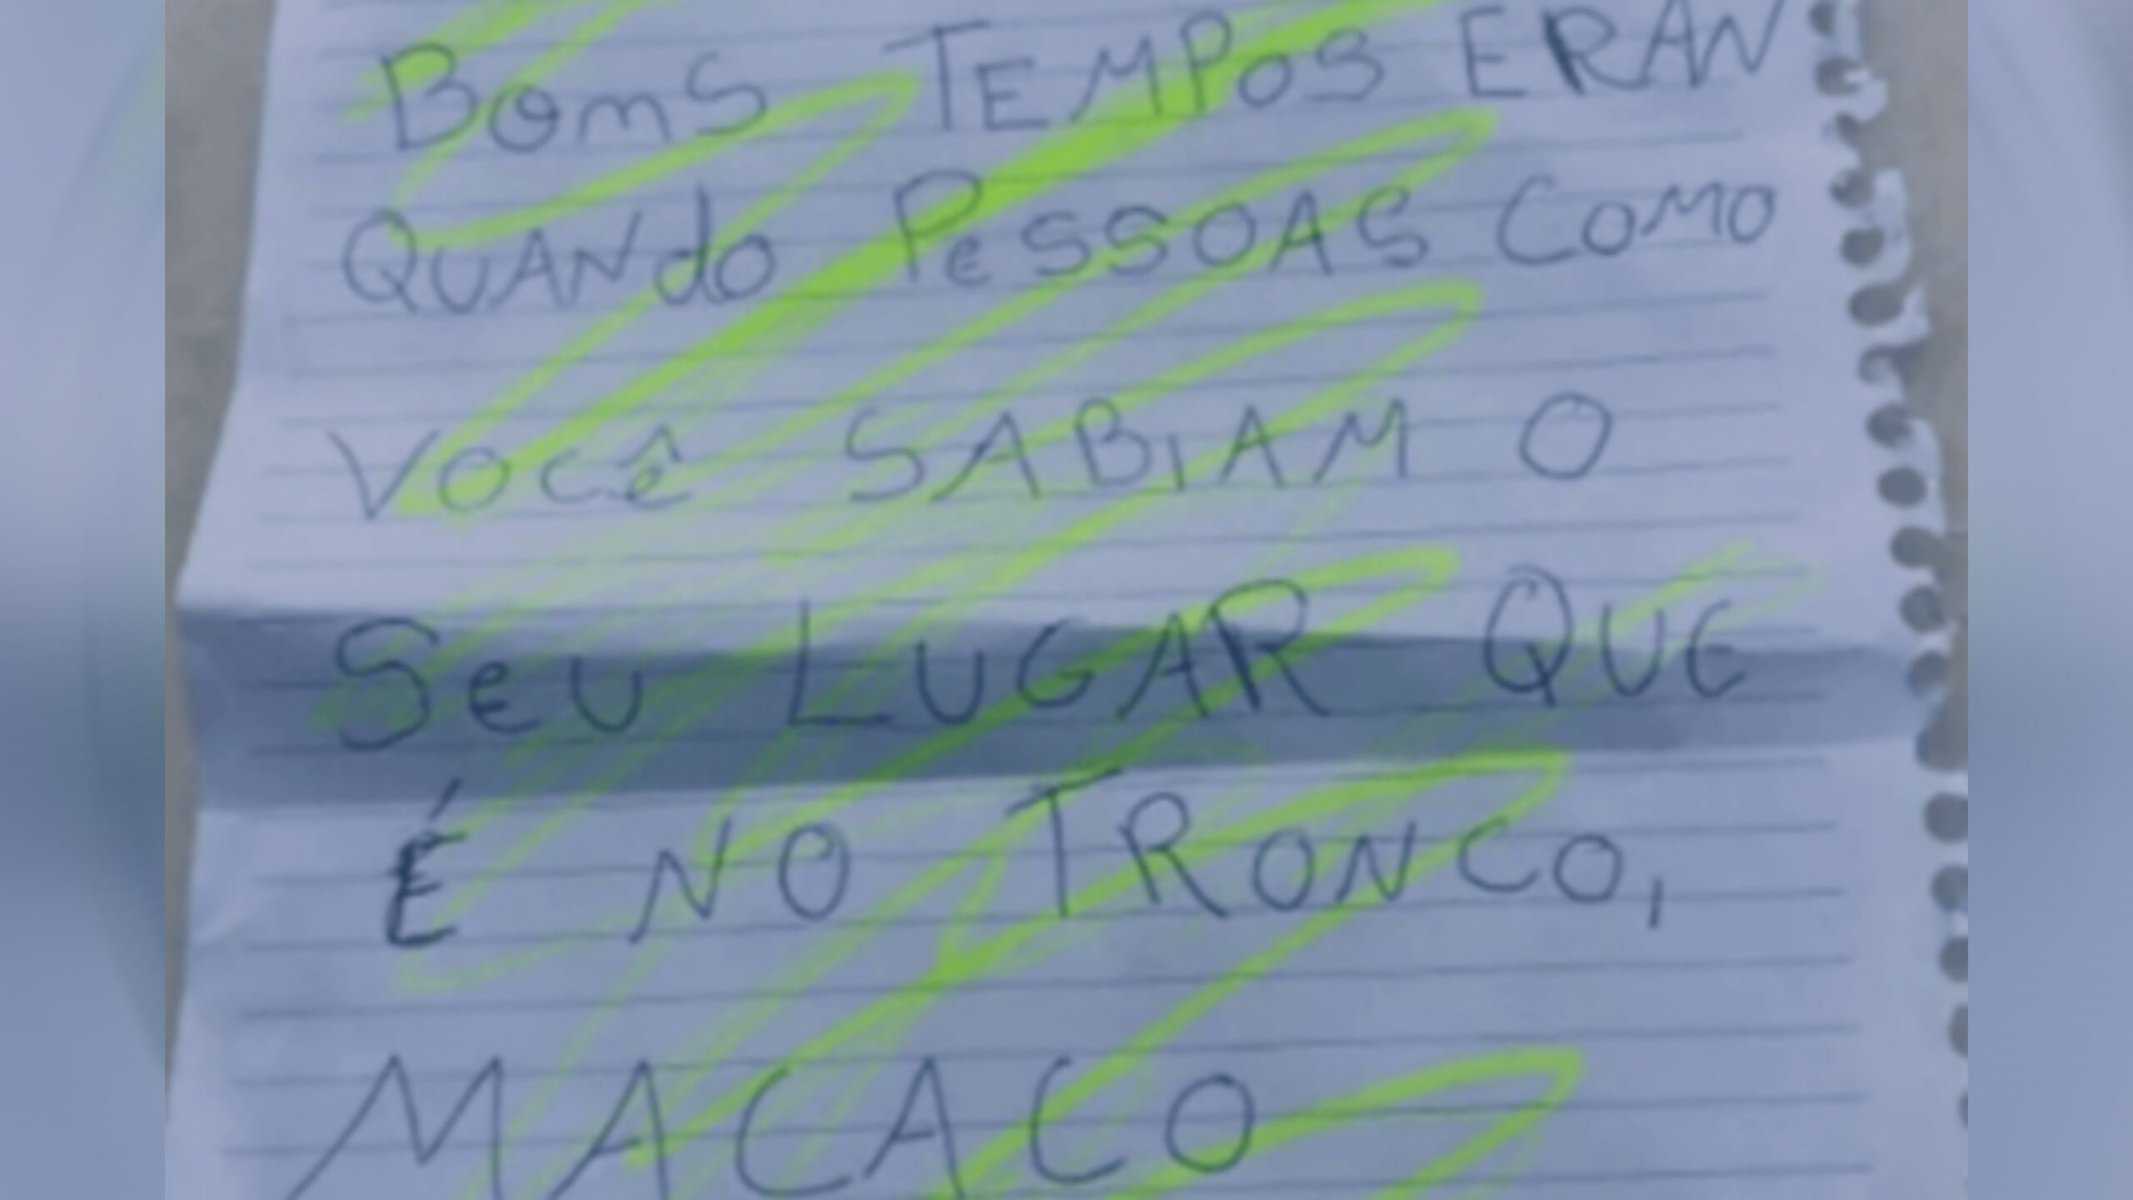 BOMS TEMPOS ERAN
QUANdO PeSSOAS COMO
VOCê SABIAM O
SeU LUGAR QUE
É NO TRONCO,
MACACO